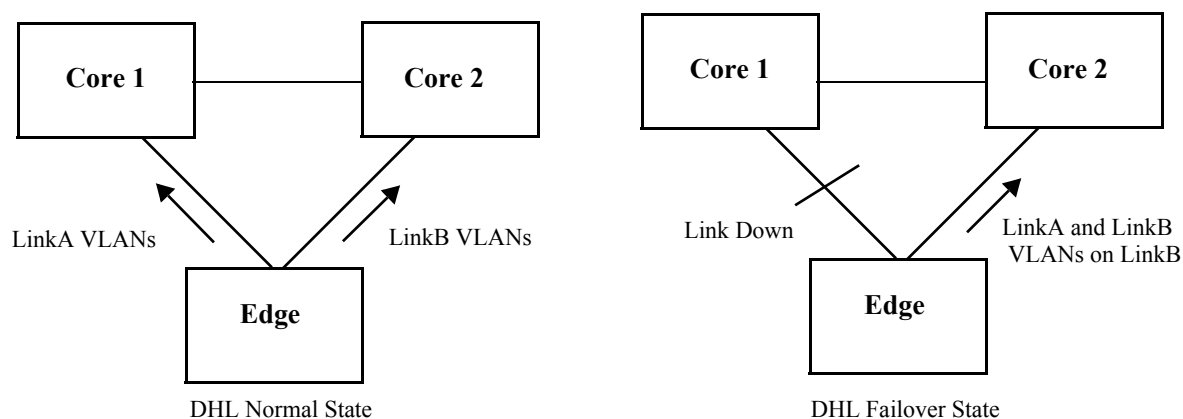 Core 1
Core 2
LinkA VLANs
LinkB VLANs
Edge
DHL Normal State
Core 1
Core 2
Link Down
LinkA and LinkB
VLANs on LinkB
Edge
DHL Failover State